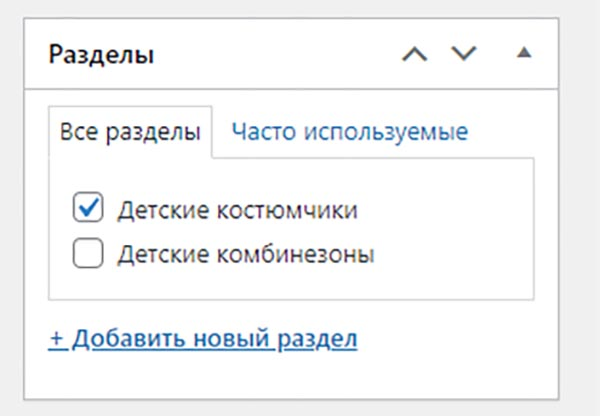 Разделы
Все разделы Часто используемые
Детские костюмчики
Детские комбинезоны
+ Добавить новый раздел